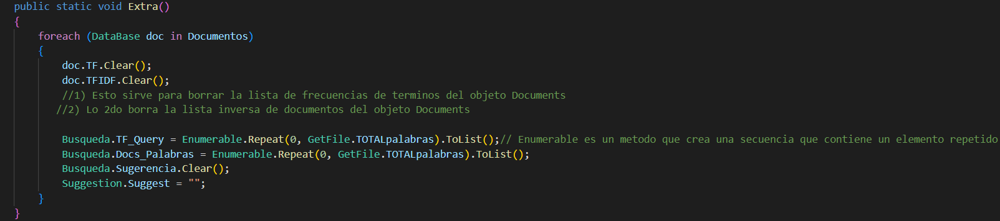 public static void Extra()
{
foreach (DataBase doc in Documentos)
{
doc.TF.Clear();
doc.TFIDF.Clear();
//1) Esto sirve para borrar la lista de frecuencias de terminos del objeto Documents
//2) Lo 2do borra la lista inversa de documentos del objeto Documents
Busqueda.TF_Query = Enumerable.Repeat(0, GetFile.TOTALpalabras).ToList();// Enumerable es un metodo que crea una secuencia que contiene un elemento repetido
Busqueda.Docs_Palabras = Enumerable.Repeat(0, GetFile.TOTALpalabras).ToList();
Busqueda.Sugerencia.Clear();
Suggestion.Suggest = "";
}
}